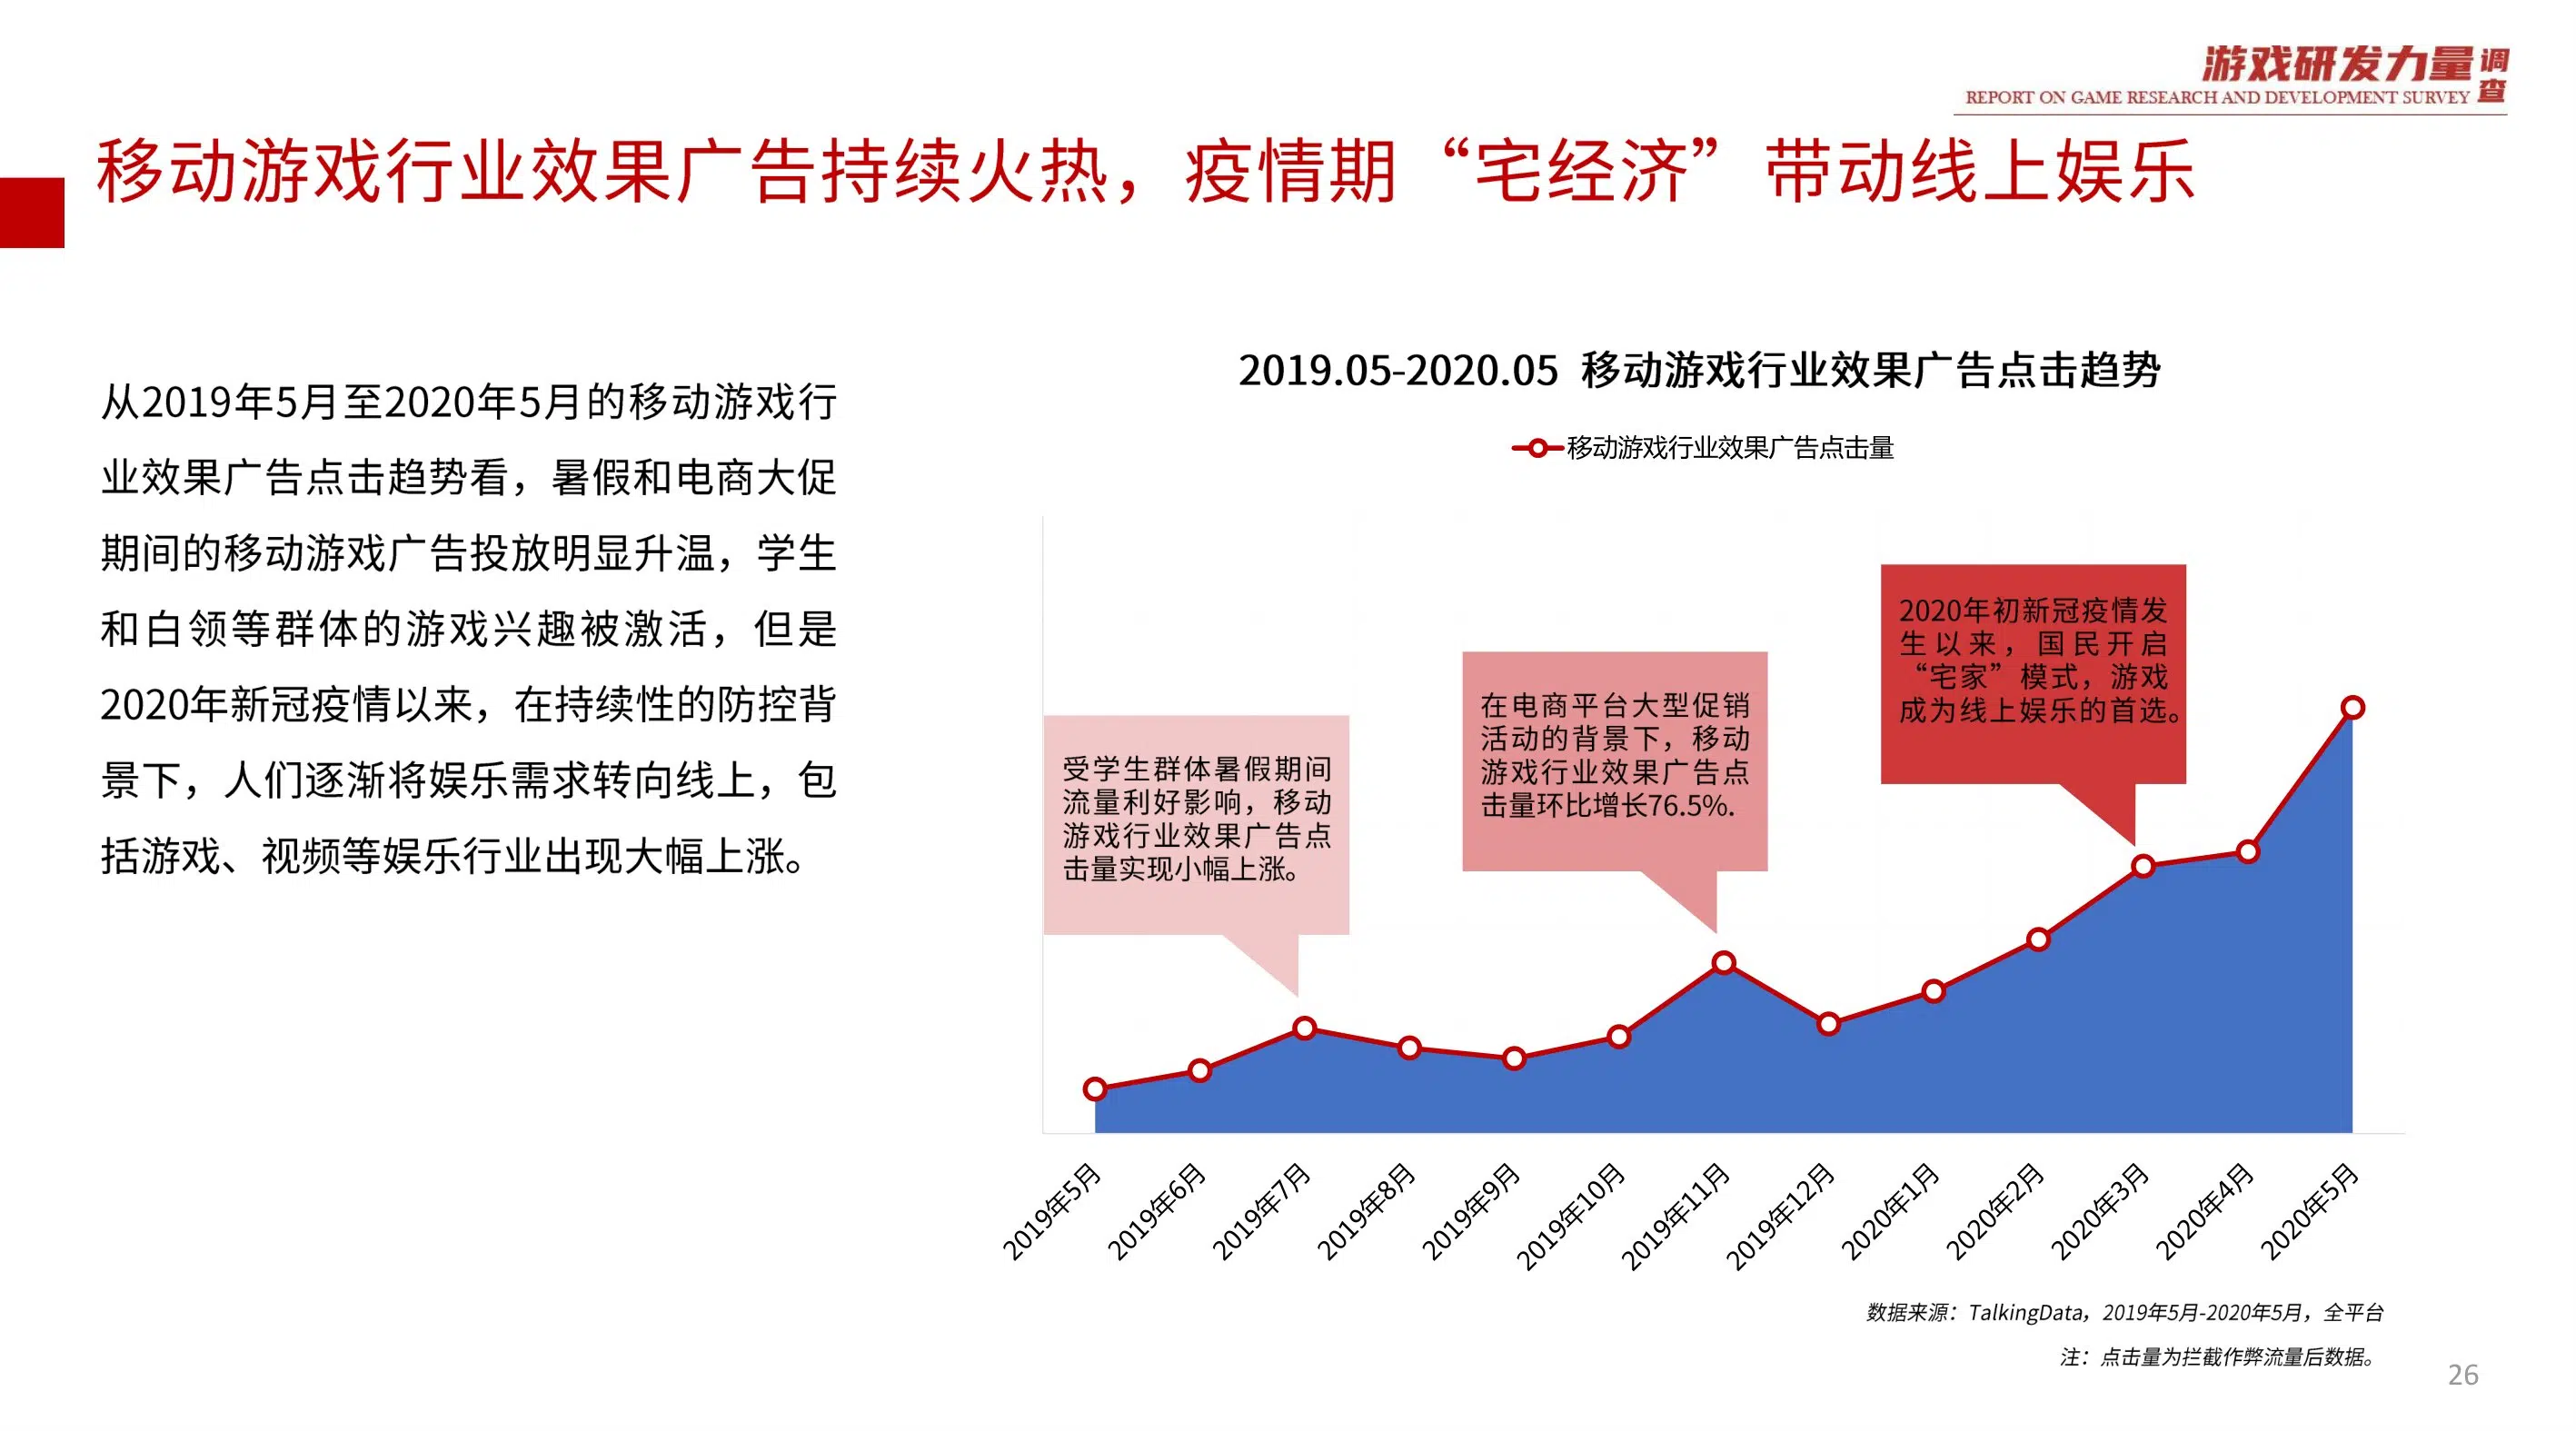 游戏研发力量调查
REPORT ON GAME RESEARCH AND DEVELOPMENT SURVEY
移动游戏行业效果广告持续火热，疫情期“宅经济”带动线上娱乐
从2019年5月至2020年5月的移动游戏行
业效果广告点击趋势看，暑假和电商大促
期间的移动游戏广告投放明显升温，学生
和白领等群体的游戏兴趣被激活，但是
2020年新冠疫情以来，在持续性的防控背
景下，人们逐渐将娱乐需求转向线上，包
括游戏、视频等娱乐行业出现大幅上涨。
2019.05-2020.05 移动游戏行业效果广告点击趋势
移动游戏行业效果广告点击量
受学生群体暑假期间
流量利好影响，移动
游戏行业效果广告点
击量实现小幅上涨。
在电商平台大型促销
活动的背景下，移动
游戏行业效果广告点
击量环比增长76.5%.
2020年初新冠疫情发
生以来，国民开启
“宅家”模式，游戏
成为线上娱乐的首选。
2019年5月
2019年6月
2019年7月
2019年8月
2019年9月
2019年10月
2019年11月
2019年12月
2020年1月
2020年2月
2020年3月
2020年4月
2020年5月
数据来源：TalkingData，2019年5月-2020年5月，全平台
注：点击量为拦截作弊流量后数据。
26